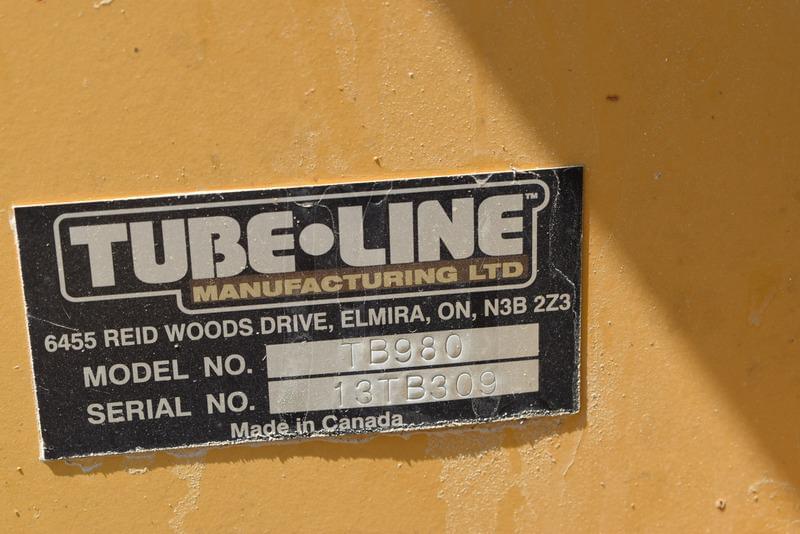 TUBE•LINE™
MANUFACTURING LTD
6455 REID WOODS DRIVE, ELMIRA, ON, N3B 2Z3
MODEL NO. TB980
SERIAL NO. 13TB309
Made in Canada